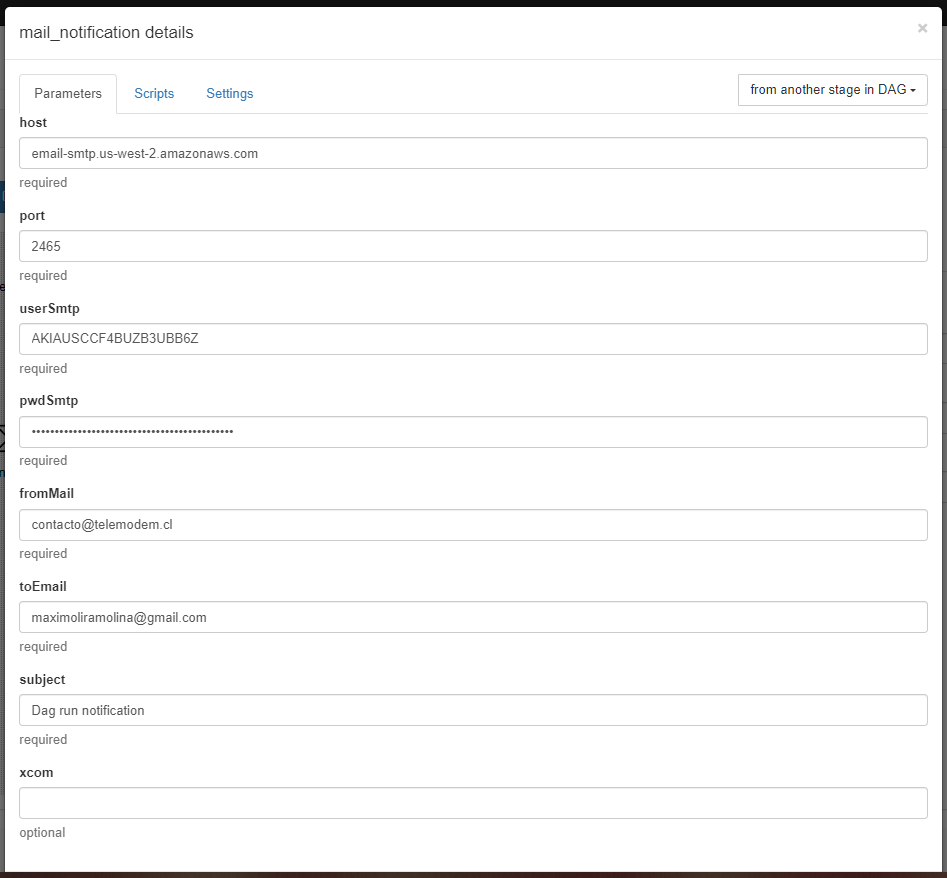 mail_notification details
×
Parameters Scripts Settings from another stage in DAG
host
email-smtp.us-west-2.amazonaws.com
required
port
2465
required
userSmtp
AKIAUSCCF4BUZB3UBB6Z
required
pwdSmtp
••••••••••••••••••••••••••••••••••••••••••••
required
fromMail
contacto@telemodem.cl
required
toEmail
maximoliramolina@gmail.com
required
subject
Dag run notification
required
xcom
optional